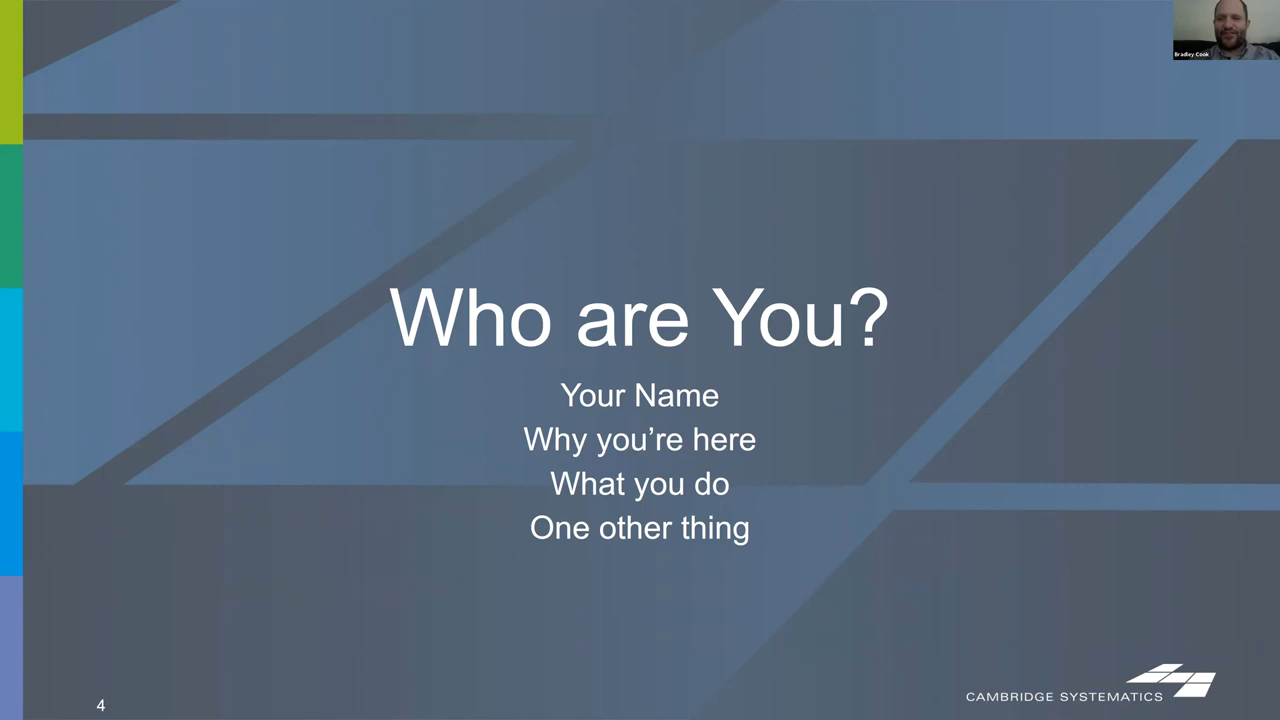 Bradley Cook
Who are You?
Your Name
Why you’re here
What you do
One other thing
4
CAMBRIDGE SYSTEMATICS